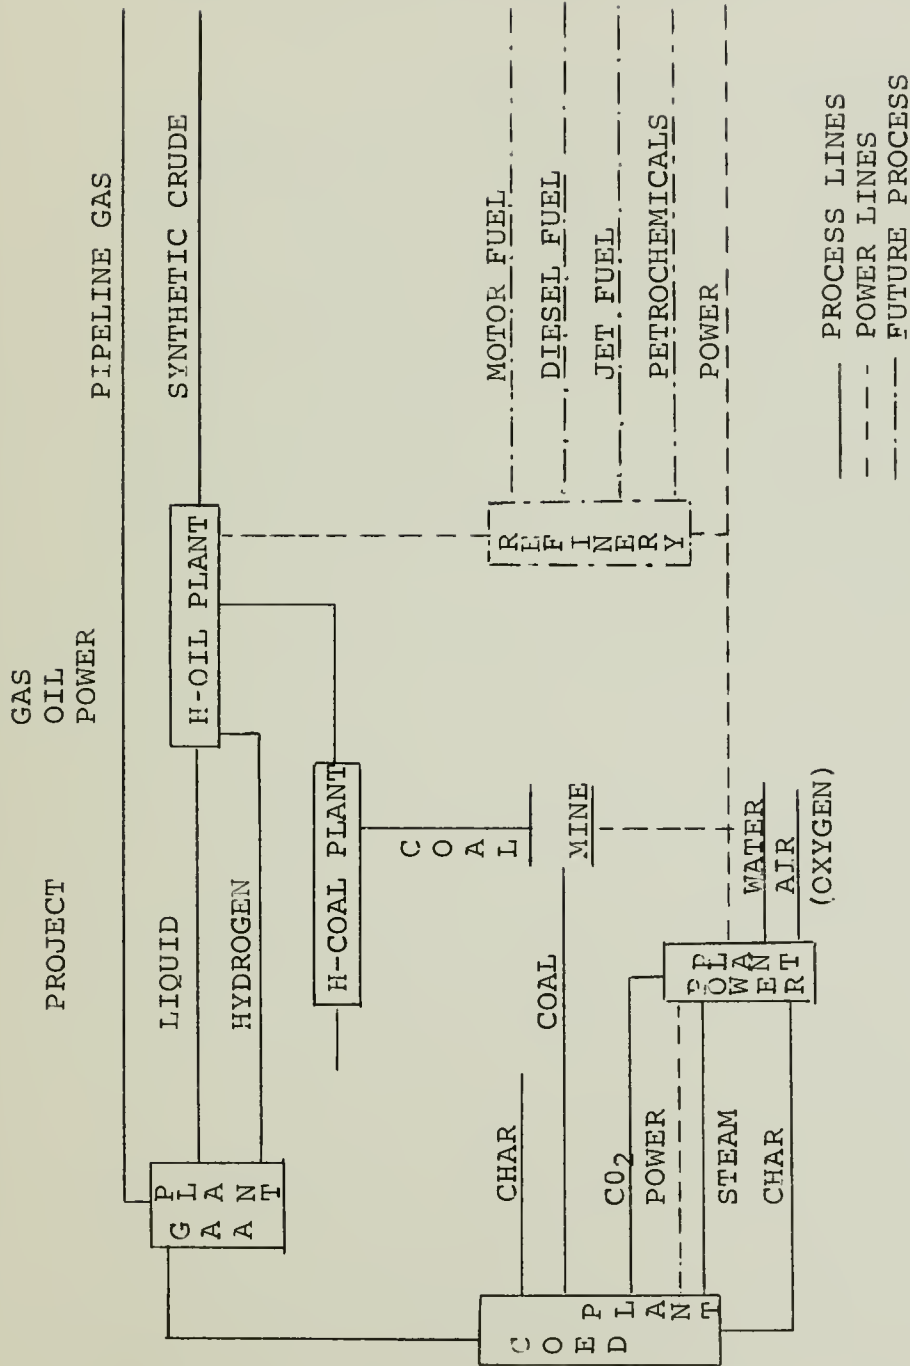 PROJECT
GAS
OIL
POWER
PIPELINE GAS
SYNTHETIC CRUDE
GAA PLANT
LIQUID
HYDROGEN
H-OIL PLANT
H-COAL PLANT
COAL
MINE
CHAR
COAL
CO₂
POWER
STEAM
CHAR
COED PLANT
POWER PLANT
WATER
AIR
(OXYGEN)
REFINERY
MOTOR FUEL
DIESEL FUEL
JET FUEL
PETROCHEMICALS
POWER
PROCESS LINES
POWER LINES
FUTURE PROCESS